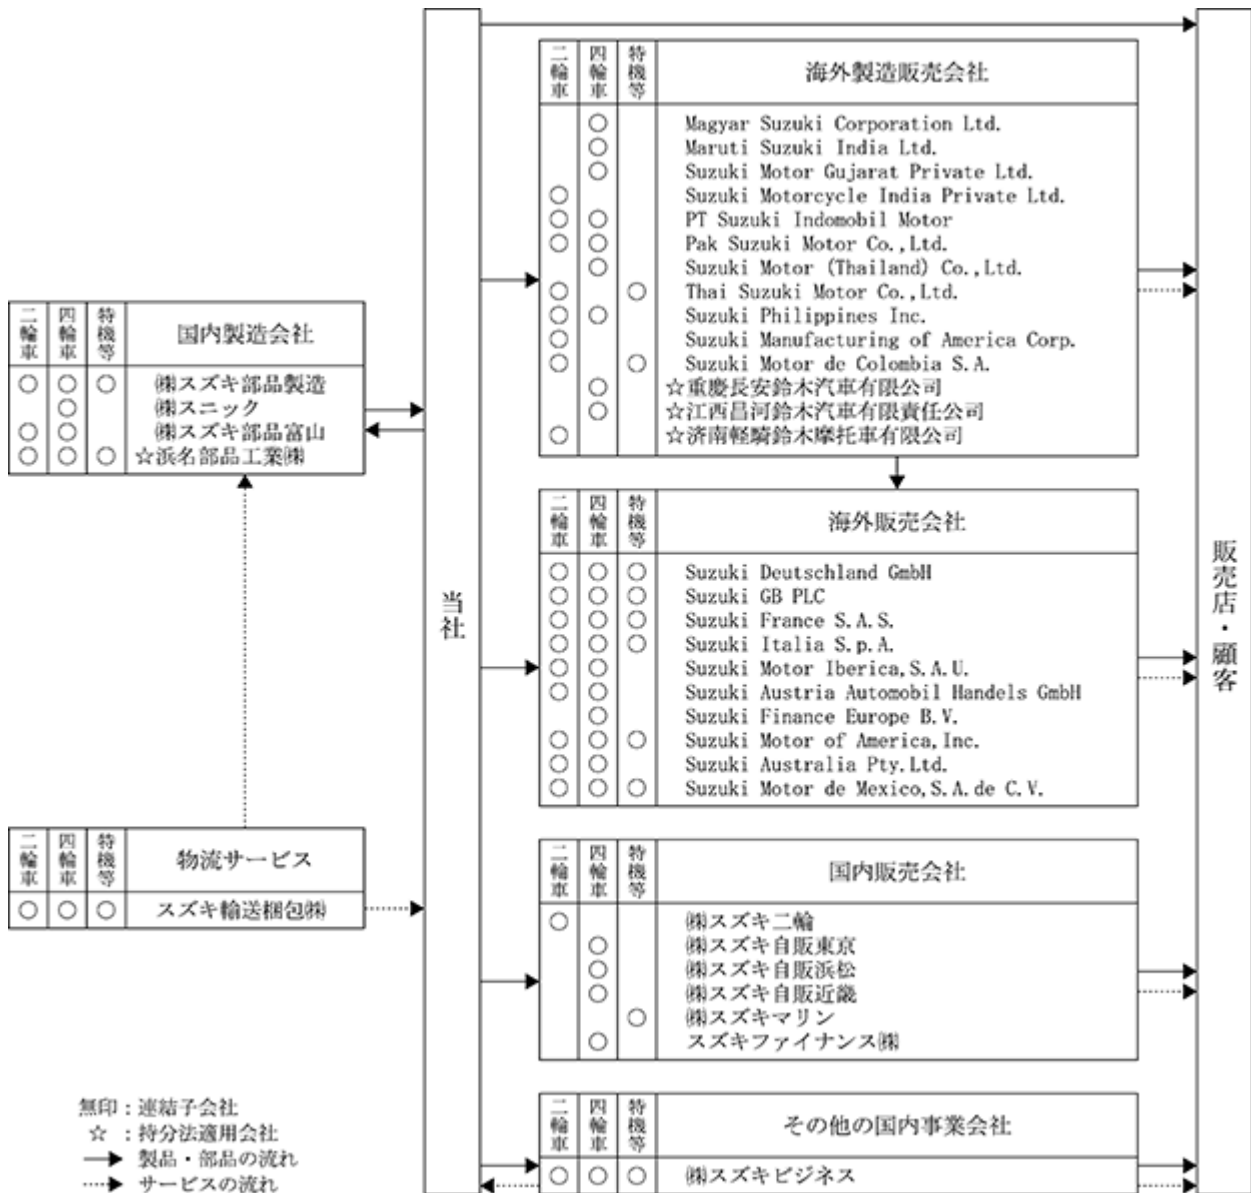 二輪車 四輪車 特機等 海外製造販売会社
○ Magyar Suzuki Corporation Ltd.
○ Maruti Suzuki India Ltd.
○ Suzuki Motor Gujarat Private Ltd.
○ Suzuki Motorcycle India Private Ltd.
○ ○ PT Suzuki Indomobil Motor
○ ○ Pak Suzuki Motor Co.,Ltd.
○ Suzuki Motor (Thailand) Co.,Ltd.
○ ○ Thai Suzuki Motor Co.,Ltd.
○ ○ Suzuki Philippines Inc.
○ Suzuki Manufacturing of America Corp.
○ ○ Suzuki Motor de Colombia S.A.
○ ☆重慶長安鈴木汽車有限公司
○ ☆江西昌河鈴木汽車有限責任公司
○ ☆済南軽騎鈴木摩托車有限公司
二輪車 四輪車 特機等 国内製造会社
○ ○ ○ ㈱スズキ部品製造
○ ㈱スニック
○ ○ ㈱スズキ部品富山
○ ○ ○ ☆浜名部品工業㈱
当社
二輪車 四輪車 特機等 海外販売会社
○ ○ ○ Suzuki Deutschland GmbH
○ ○ ○ Suzuki GB PLC
○ ○ ○ Suzuki France S.A.S.
○ ○ ○ Suzuki Italia S.p.A.
○ ○ Suzuki Motor Iberica,S.A.U.
○ ○ Suzuki Austria Automobil Handels GmbH
○ Suzuki Finance Europe B.V.
○ ○ ○ Suzuki Motor of America,Inc.
○ ○ Suzuki Australia Pty.Ltd.
○ ○ ○ Suzuki Motor de Mexico,S.A.de C.V.
販売店・顧客
二輪車 四輪車 特機等 物流サービス
○ ○ ○ スズキ輸送梱包㈱
二輪車 四輪車 特機等 国内販売会社
○ ㈱スズキ二輪
○ ㈱スズキ自販東京
○ ㈱スズキ自販浜松
○ ㈱スズキ自販近畿
○ ㈱スズキマリン
○ スズキファイナンス㈱
二輪車 四輪車 特機等 その他の国内事業会社
○ ○ ○ ㈱スズキビジネス
無印：連結子会社
☆：持分法適用会社
→ 製品・部品の流れ
⋯▶ サービスの流れ